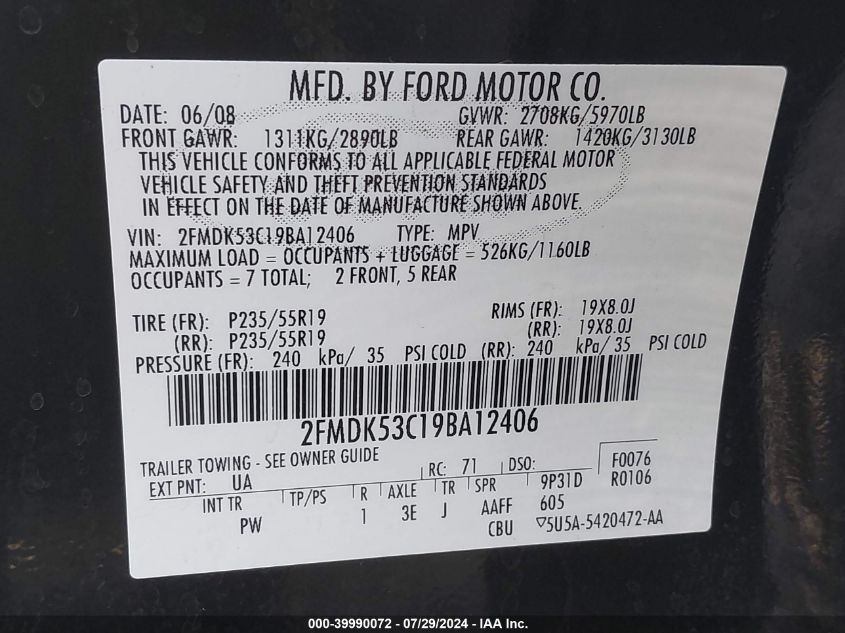 MFD. BY FORD MOTOR CO.
DATE: 06/08 GVWR: 2708KG/5970LB
FRONT GAWR: 1311KG/2890LB REAR GAWR: 1420KG/3130LB
THIS VEHICLE CONFORMS TO ALL APPLICABLE FEDERAL MOTOR
VEHICLE SAFETY AND THEFT PREVENTION STANDARDS
IN EFFECT ON THE DATE OF MANUFACTURE SHOWN ABOVE.
VIN: 2FMDK53C19BA12406 TYPE: MPV
MAXIMUM LOAD = OCCUPANTS + LUGGAGE = 526KG/1160LB
OCCUPANTS = 7 TOTAL; 2 FRONT, 5 REAR
TIRE (FR): P235/55R19 RIMS (FR): 19X8.0J
(RR): P235/55R19 (RR): 19X8.0J
PRESSURE (FR): 240 kPa/ 35 PSI COLD (RR): 240 kPa/ 35 PSI COLD
2FMDK53C19BA12406
TRAILER TOWING - SEE OWNER GUIDE
EXT PNT: UA RC: 71 DSO: F0076
INT TR TP/PS R AXLE TR SPR 9P31D R0106
PW 1 3E J AAFF 605
CBU ▽5U5A-5420472-AA
000-39990072 - 07/29/2024 - IAA Inc.